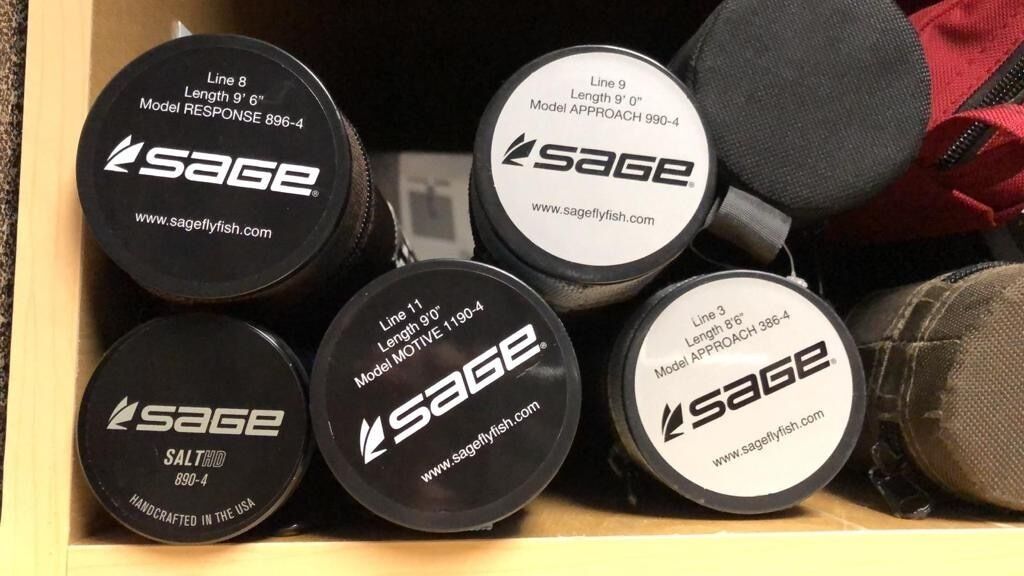 Line 8
Length 9' 6"
Model RESPONSE 896-4
SAGE®
www.sageflyfish.com
Line 9
Length 9' 0"
Model APPROACH 990-4
SAGE®
www.sageflyfish.com
SAGE
SALTHD
890-4
HANDCRAFTED IN THE USA
Line 11
Length 9'0"
Model MOTIVE 1190-4
SAGE®
www.sageflyfish.com
Line 3
Length 8'6"
Model APPROACH 386-4
SAGE®
www.sageflyfish.com